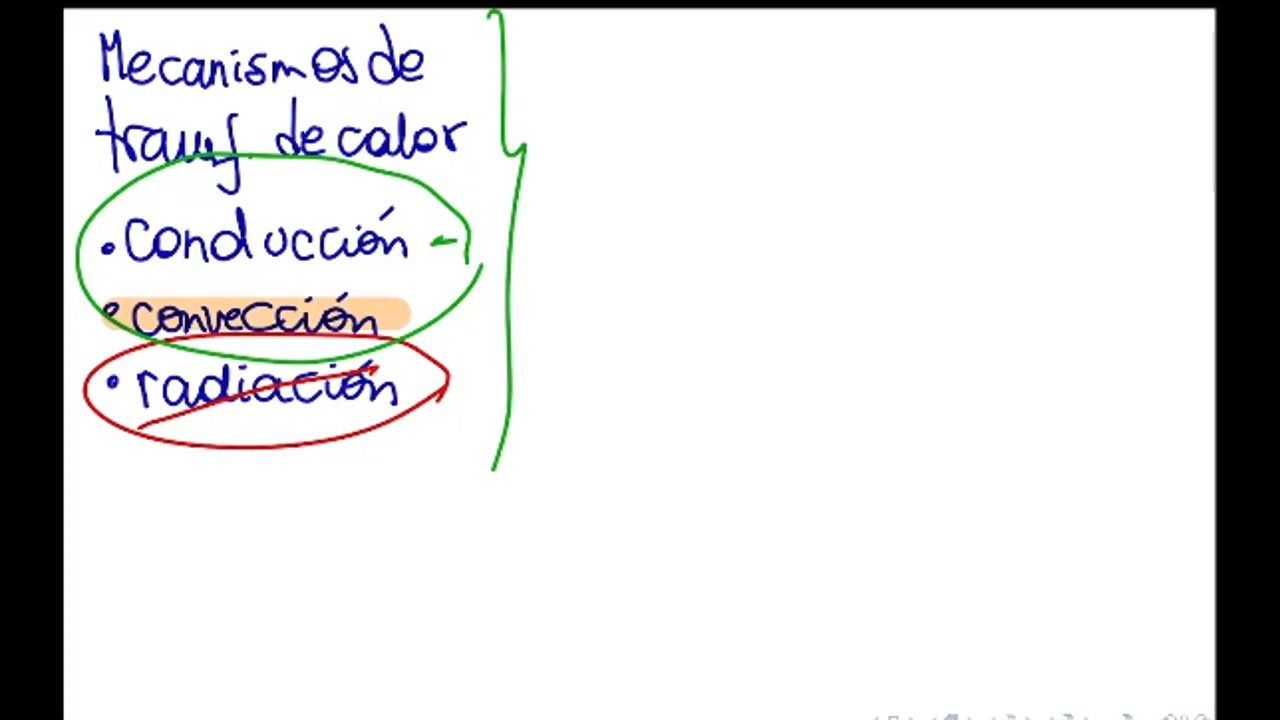 Mecanismos de
transf. de calor
• conducción -
• convección
• radiación